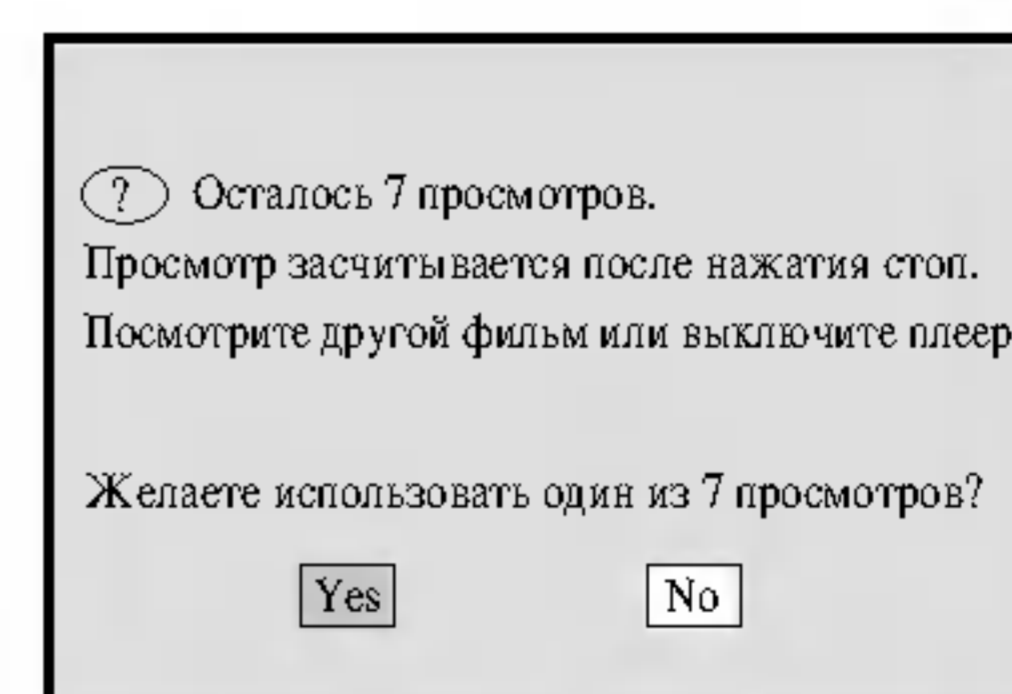 ? Осталось 7 просмотров.
Просмотр засчитывается после нажатия стоп.
Посмотрите другой фильм или выключите плеер
Желаете использовать один из 7 просмотров?
Yes No